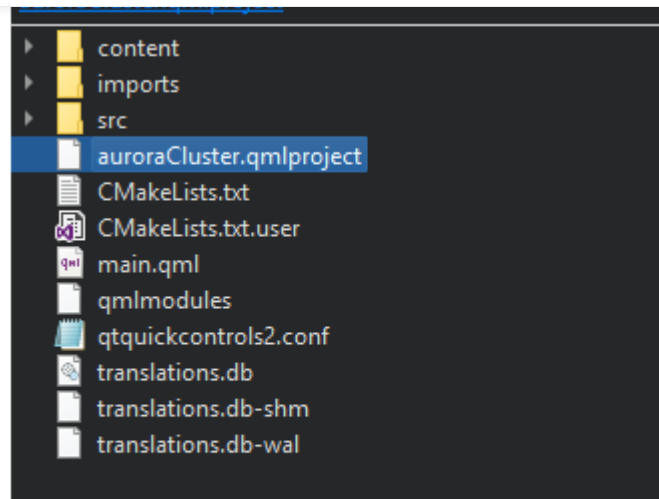 content
imports
src
auroraCluster.qmlproject
CMakeLists.txt
CMakeLists.txt.user
main.qml
qmlmodules
qtquickcontrols2.conf
translations.db
translations.db-shm
translations.db-wal